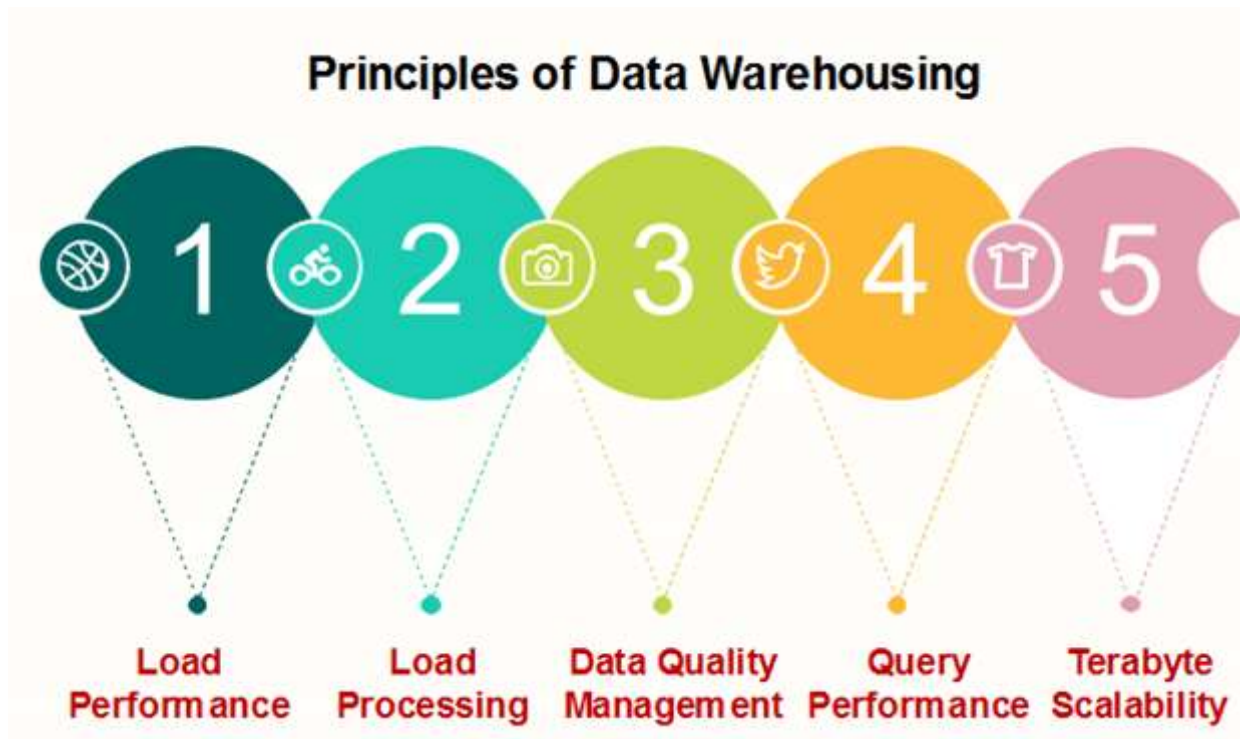 Principles of Data Warehousing
1
2
3
4
5
Load
Performance
Load
Processing
Data Quality
Management
Query
Performance
Terabyte
Scalability